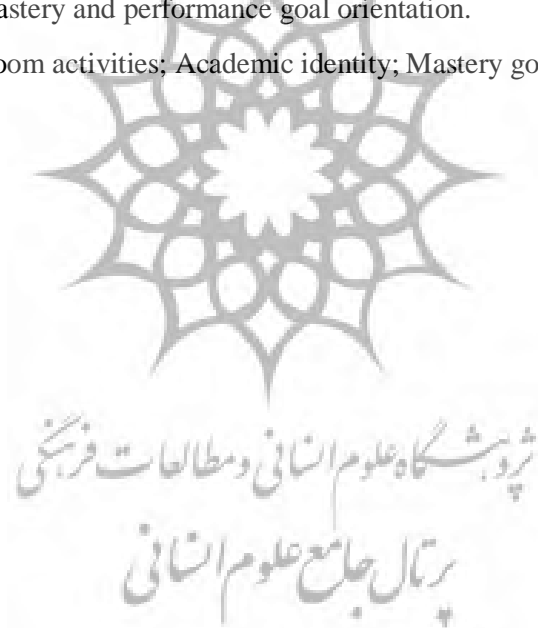 astery and performance goal orientation.
oom activities; Academic identity; Mastery go
پژوهشگاه علوم انسانی و مطالعات فرهنگی
پرتال جامع علوم انسانی